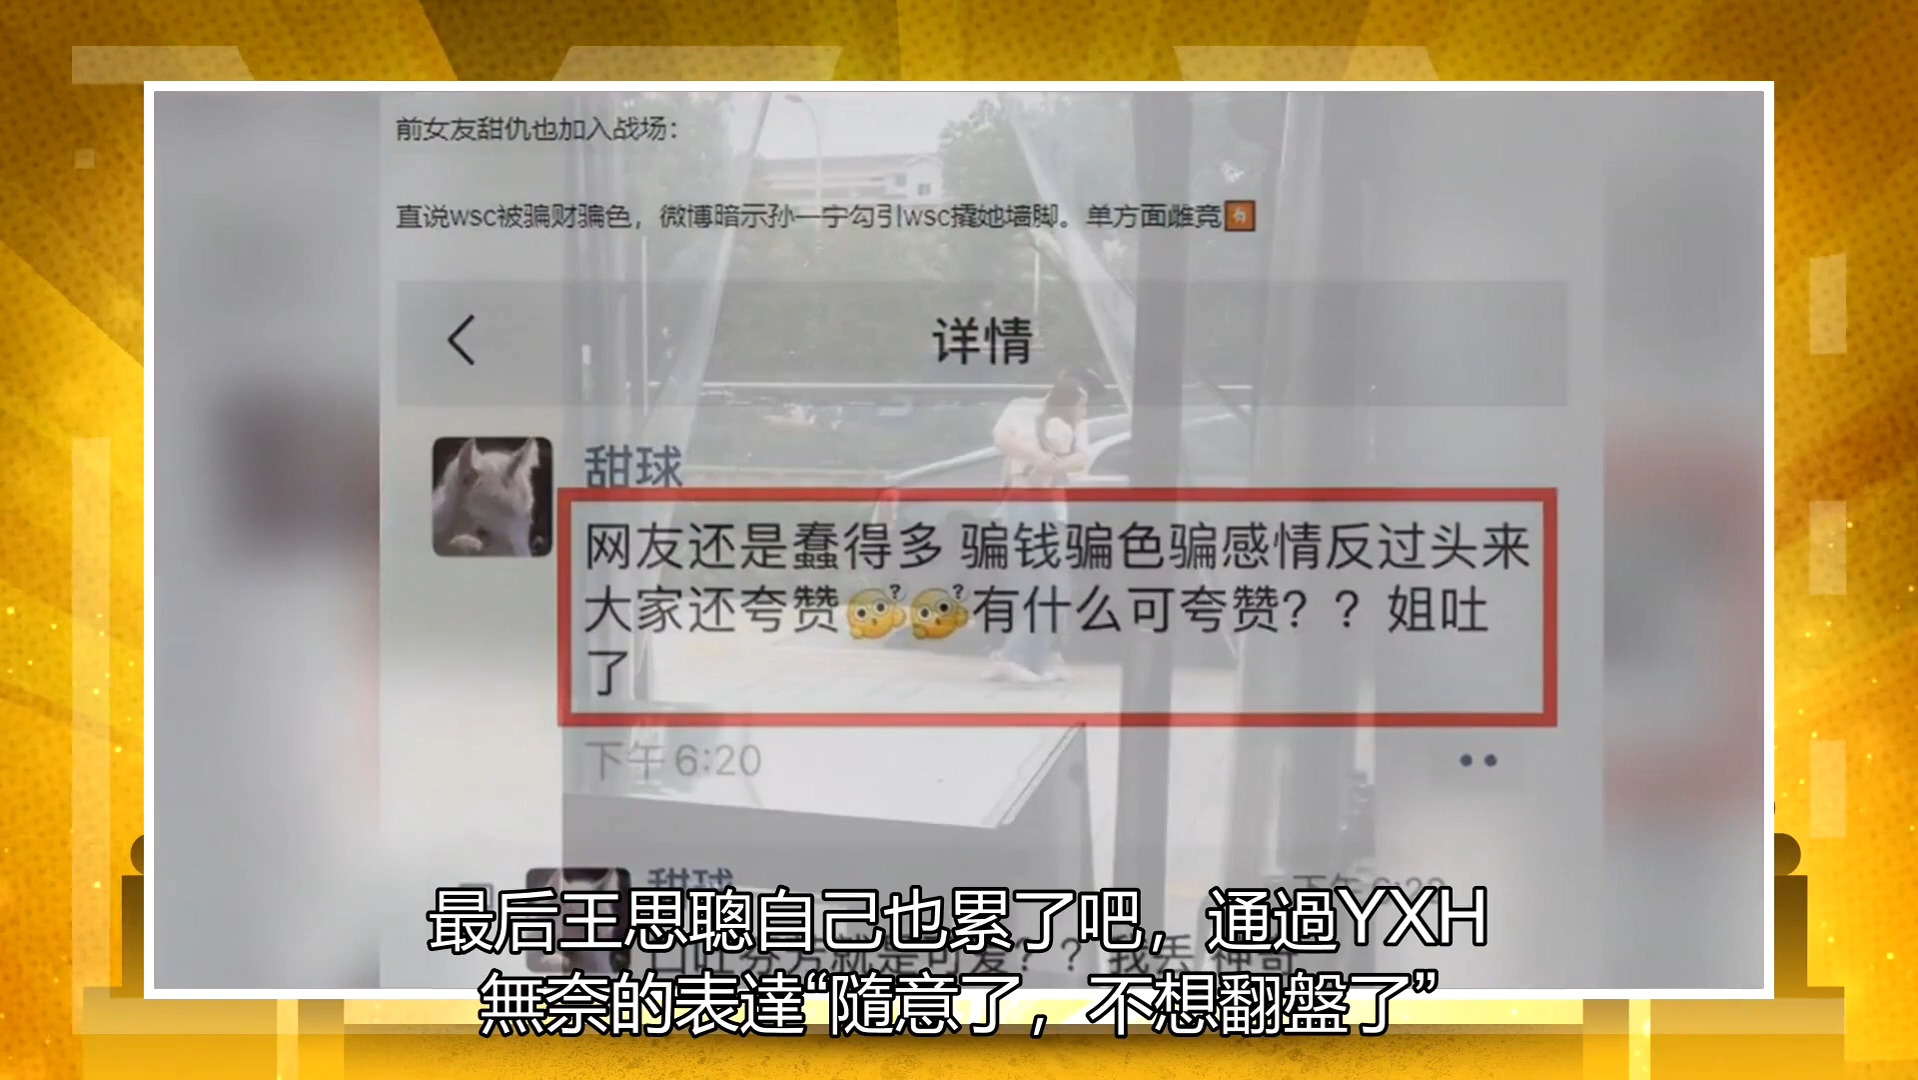 前女友甜仇也加入战场：
直说wsc被骗财骗色，微博暗示孙一宁勾引wsc撬她墙脚。单方面雌竞🈶
详情
甜球
网友还是蠢得多 骗钱骗色骗感情反过头来
大家还夸赞有什么可夸赞？？姐吐
了
下午 6:20
甜球
最后王思聰自己也累了吧，通過YXH
無奈的表達“隨意了，不想翻盤了”